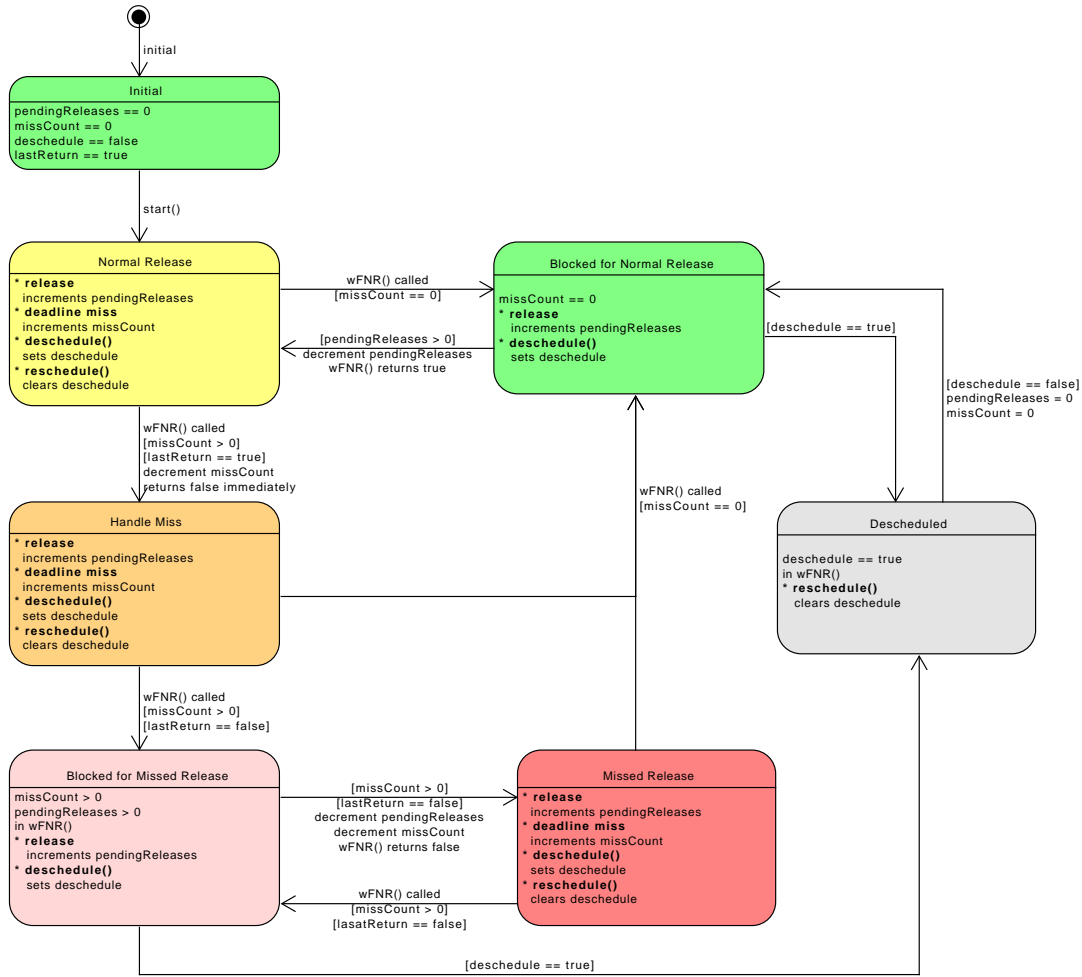 initial
Initial
pendingReleases == 0
missCount == 0
deschedule == false
lastReturn == true
start()
Normal Release
* release
increments pendingReleases
* deadline miss
increments missCount
* deschedule()
sets deschedule
* reschedule()
clears deschedule
wFNR() called
[missCount == 0]
[pendingReleases > 0]
decrement pendingReleases
wFNR() returns true
Blocked for Normal Release
missCount == 0
* release
increments pendingReleases
* deschedule()
sets deschedule
[deschedule == true]
[deschedule == false]
pendingReleases = 0
missCount = 0
wFNR() called
[missCount > 0]
[lastReturn == true]
decrement missCount
returns false immediately
Handle Miss
* release
increments pendingReleases
* deadline miss
increments missCount
* deschedule()
sets deschedule
* reschedule()
clears deschedule
wFNR() called
[missCount == 0]
Descheduled
deschedule == true
in wFNR()
* reschedule()
clears deschedule
wFNR() called
[missCount > 0]
[lastReturn == false]
Blocked for Missed Release
missCount > 0
pendingReleases > 0
in wFNR()
* release
increments pendingReleases
* deschedule()
sets deschedule
[missCount > 0]
[lastReturn == false]
decrement pendingReleases
decrement missCount
wFNR() returns false
wFNR() called
[missCount > 0]
[lasatReturn == false]
Missed Release
* release
increments pendingReleases
* deadline miss
increments missCount
* deschedule()
sets deschedule
* reschedule()
clears deschedule
[deschedule == true]